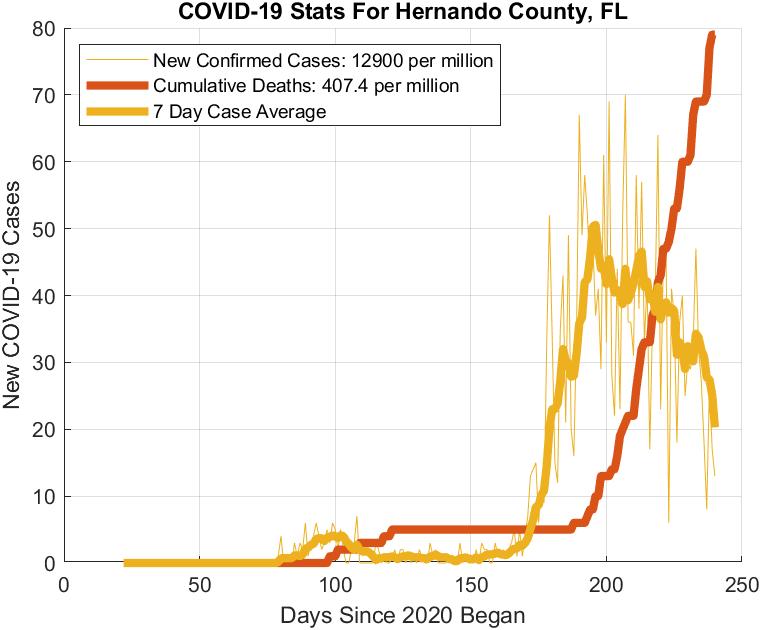 COVID-19 Stats For Hernando County, FL
New Confirmed Cases: 12900 per million
Cumulative Deaths: 407.4 per million
7 Day Case Average
New COVID-19 Cases
80
70
60
50
40
30
20
10
0
0 50 100 150 200 250
Days Since 2020 Began